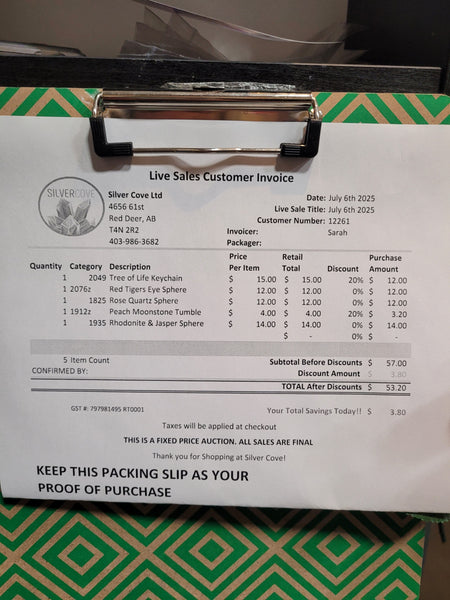 Live Sales Customer Invoice
SILVERCOVE
Silver Cove Ltd
4656 61st
Red Deer, AB
T4N 2R2
403-986-3682
Date: July 6th 2025
Live Sale Title: July 6th 2025
Customer Number: 12261
Invoicer: Sarah
Packager:
Quantity Category Description Price Per Item Retail Total Discount Purchase Amount
1 2049 Tree of Life Keychain $ 15.00 $ 15.00 20% $ 12.00
1 2076z Red Tigers Eye Sphere $ 12.00 $ 12.00 0% $ 12.00
1 1825 Rose Quartz Sphere $ 12.00 $ 12.00 0% $ 12.00
1 1912z Peach Moonstone Tumble $ 4.00 $ 4.00 20% $ 3.20
1 1935 Rhodonite & Jasper Sphere $ 14.00 $ 14.00 0% $ 14.00
$ - 0% $ -
5 Item Count Subtotal Before Discounts $ 57.00
CONFIRMED BY: Discount Amount $ 3.80
TOTAL After Discounts $ 53.20
GST #: 797981495 RT0001 Your Total Savings Today!! $ 3.80
Taxes will be applied at checkout
THIS IS A FIXED PRICE AUCTION. ALL SALES ARE FINAL
Thank you for Shopping at Silver Cove!
KEEP THIS PACKING SLIP AS YOUR
PROOF OF PURCHASE